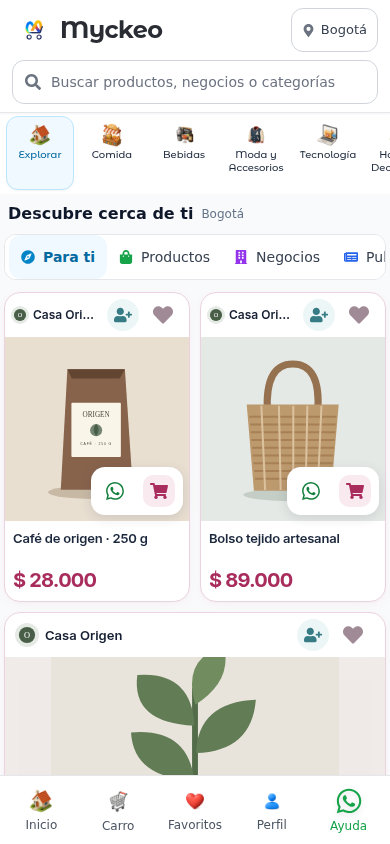 Myckeo
Bogotá
Buscar productos, negocios o categorías
Explorar
Comida
Bebidas
Moda y
Accesorios
Tecnología
Descubre cerca de ti Bogotá
Para ti
Productos
Negocios
Casa Ori...
Casa Ori...
ORIGEN
CAFÉ · 250 G
Café de origen · 250 g
Bolso tejido artesanal
$ 28.000
$ 89.000
Casa Origen
Inicio
Carro
Favoritos
Perfil
Ayuda